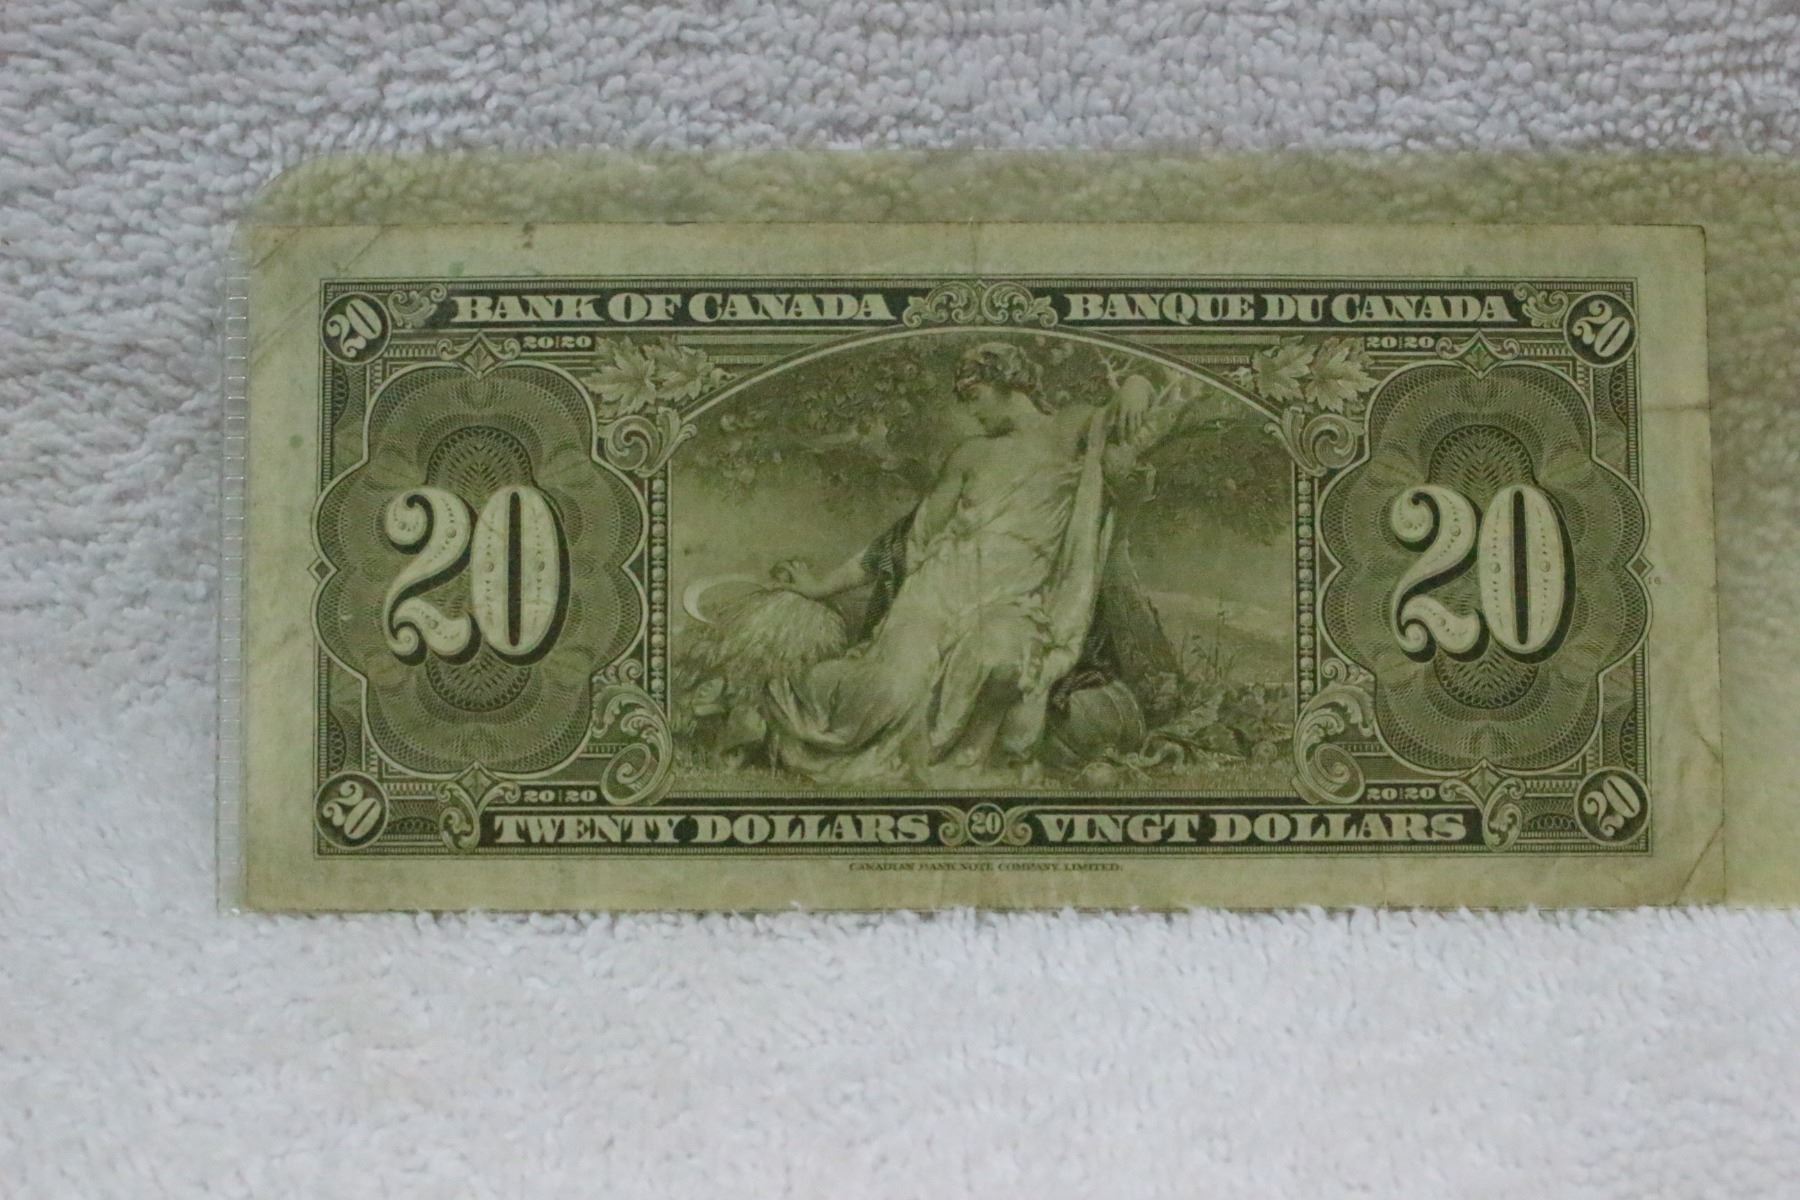 BANK OF CANADA BANQUE DU CANADA
20 20
20|20 20|20
20 20
20|20 20|20
20 20
TWENTY DOLLARS 20 VINGT DOLLARS
CANADIAN BANK NOTE COMPANY, LIMITED.